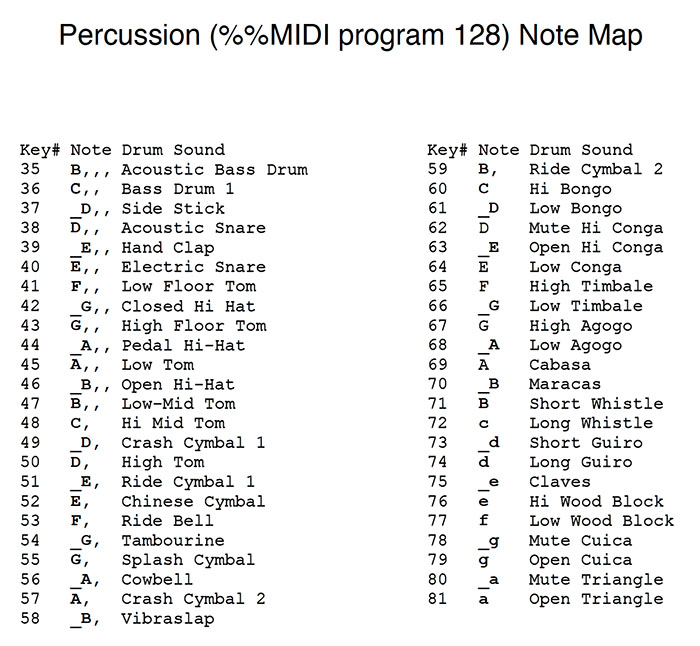 Percussion (%%MIDI program 128) Note Map
Key# Note Drum Sound
35 B,,, Acoustic Bass Drum
36 C,, Bass Drum 1
37 _D,, Side Stick
38 D,, Acoustic Snare
39 _E,, Hand Clap
40 E,, Electric Snare
41 F,, Low Floor Tom
42 _G,, Closed Hi Hat
43 G,, High Floor Tom
44 _A,, Pedal Hi-Hat
45 A,, Low Tom
46 _B,, Open Hi-Hat
47 B,, Low-Mid Tom
48 C, Hi Mid Tom
49 _D, Crash Cymbal 1
50 D, High Tom
51 _E, Ride Cymbal 1
52 E, Chinese Cymbal
53 F, Ride Bell
54 _G, Tambourine
55 G, Splash Cymbal
56 _A, Cowbell
57 A, Crash Cymbal 2
58 _B, Vibraslap
Key# Note Drum Sound
59 B, Ride Cymbal 2
60 C Hi Bongo
61 _D Low Bongo
62 D Mute Hi Conga
63 _E Open Hi Conga
64 E Low Conga
65 F High Timbale
66 _G Low Timbale
67 G High Agogo
68 _A Low Agogo
69 A Cabasa
70 _B Maracas
71 B Short Whistle
72 c Long Whistle
73 _d Short Guiro
74 d Long Guiro
75 _e Claves
76 e Hi Wood Block
77 f Low Wood Block
78 _g Mute Cuica
79 g Open Cuica
80 _a Mute Triangle
81 a Open Triangle